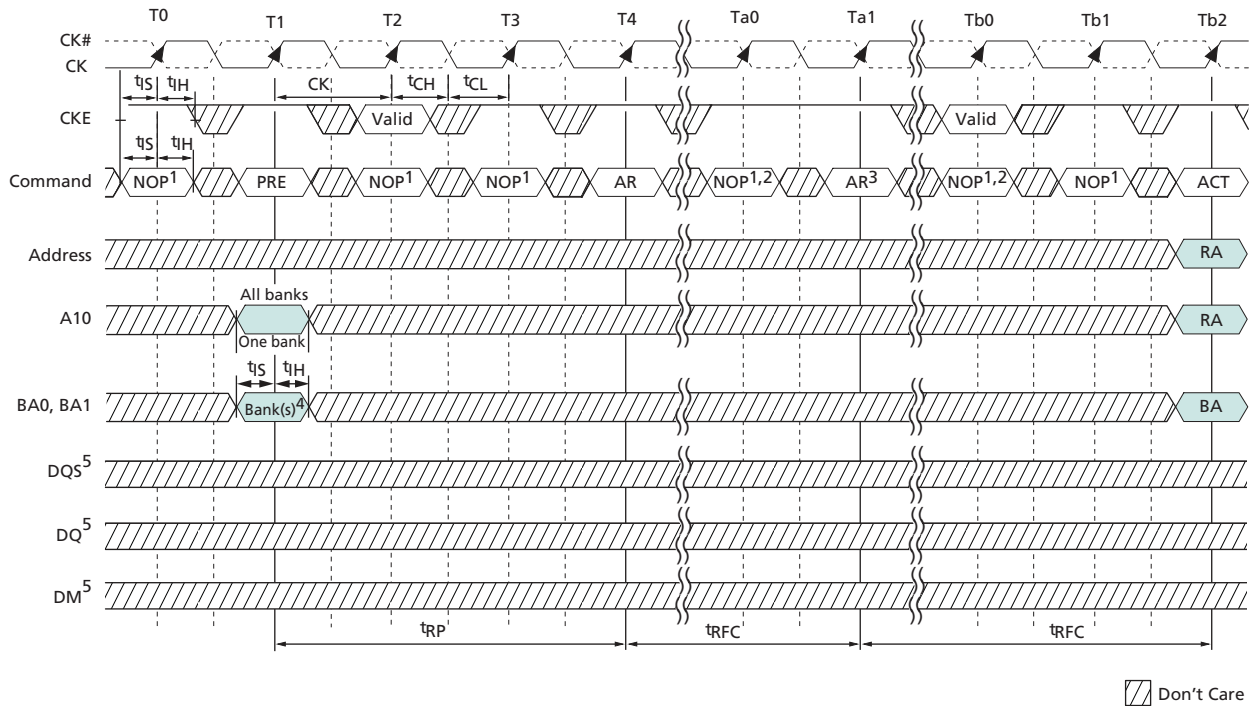 T0 T1 T2 T3 T4 Ta0 Ta1 Tb0 Tb1 Tb2
CK#
CK
tIS tIH CK tCH tCL
CKE Valid Valid
tIS tIH
Command NOP1 PRE NOP1 NOP1 AR NOP1,2 AR3 NOP1,2 NOP1 ACT
Address RA
All banks
A10 RA
One bank
tIS tIH
BA0, BA1 Bank(s)4 BA
DQS5
DQ5
DM5
tRP tRFC tRFC
Don't Care